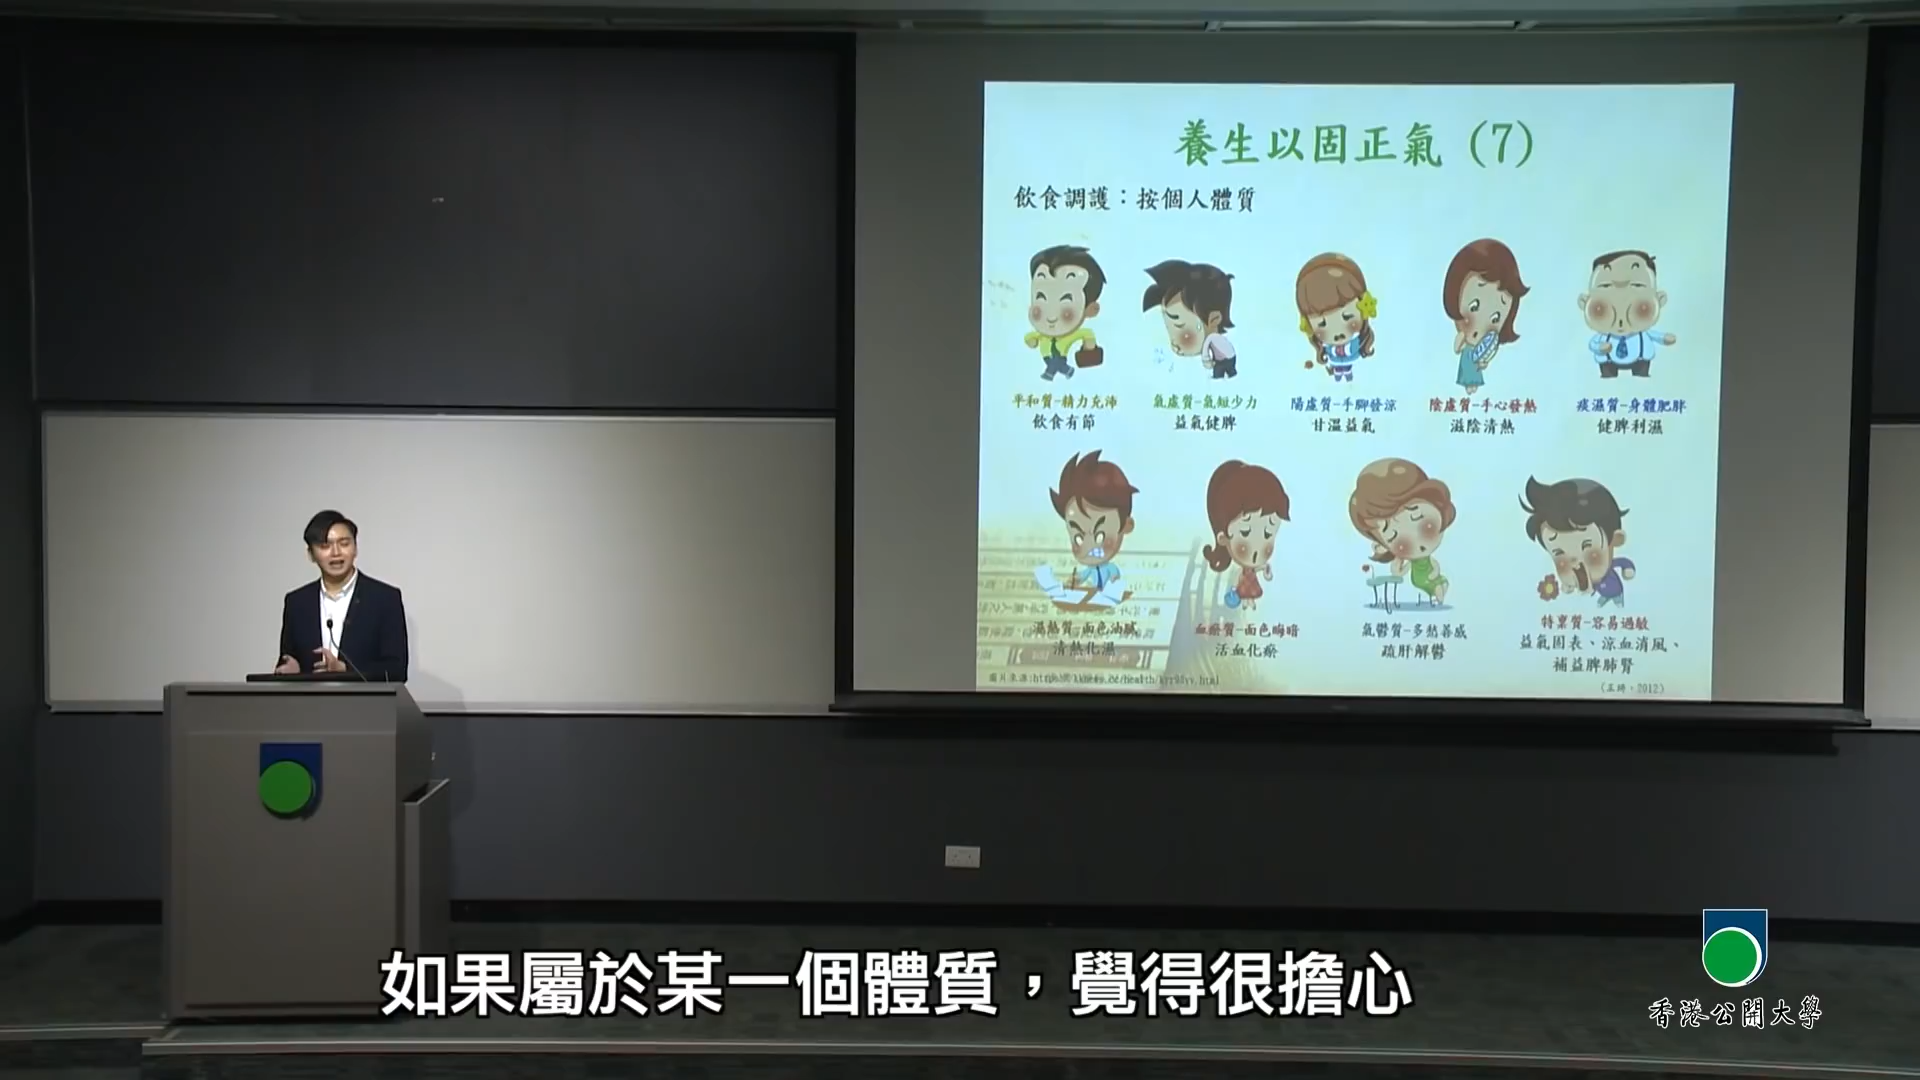 養生以固正氣 (7)
飲食調護：按個人體質
平和質-精力充沛
飲食有節
氣虛質-氣短少力
益氣健脾
陽虛質-手腳發涼
甘溫益氣
陰虛質-手心發熱
滋陰清熱
痰濕質-身體肥胖
健脾利濕
濕熱質-面色油膩
清熱化濕
血瘀質-面色晦暗
活血化瘀
氣鬱質-多愁善感
疏肝解鬱
特稟質-容易過敏
益氣固表、涼血消風、
補益脾肺腎
圖片來源:
2012)
如果屬於某一個體質，覺得很擔心
香港公開大學